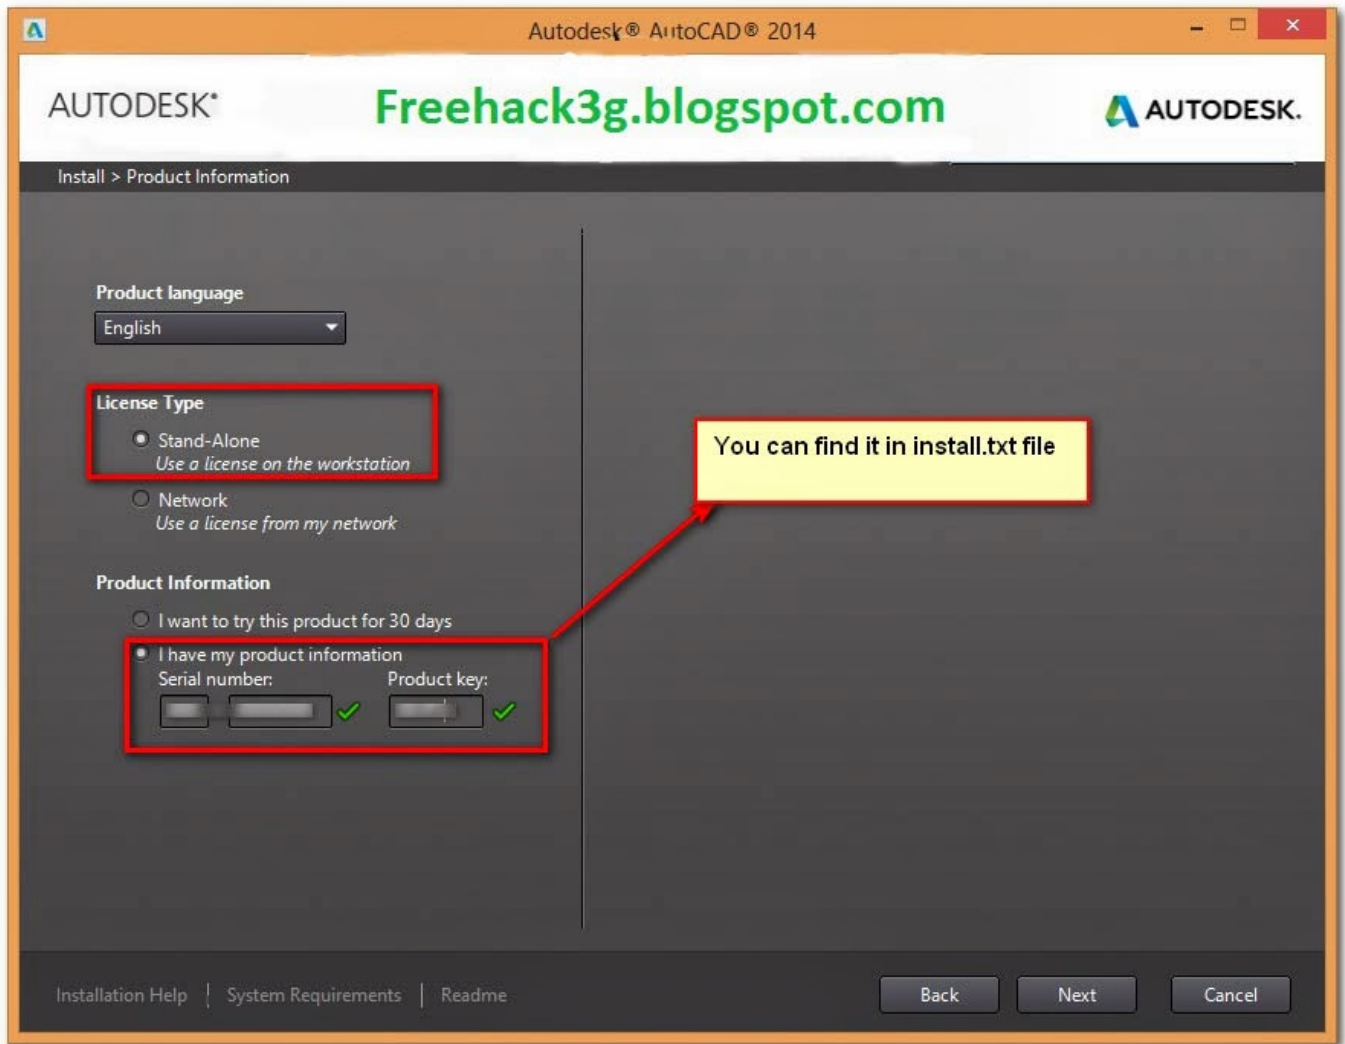 Autodesk® AutoCAD® 2014
AUTODESK®
Freehack3g.blogspot.com
AUTODESK.
Install > Product Information
Product language
English
License Type
Stand-Alone
Use a license on the workstation
Network
Use a license from my network
You can find it in install.txt file
Product Information
I want to try this product for 30 days
I have my product information
Serial number: Product key:
Installation Help | System Requirements | Readme
Back Next Cancel